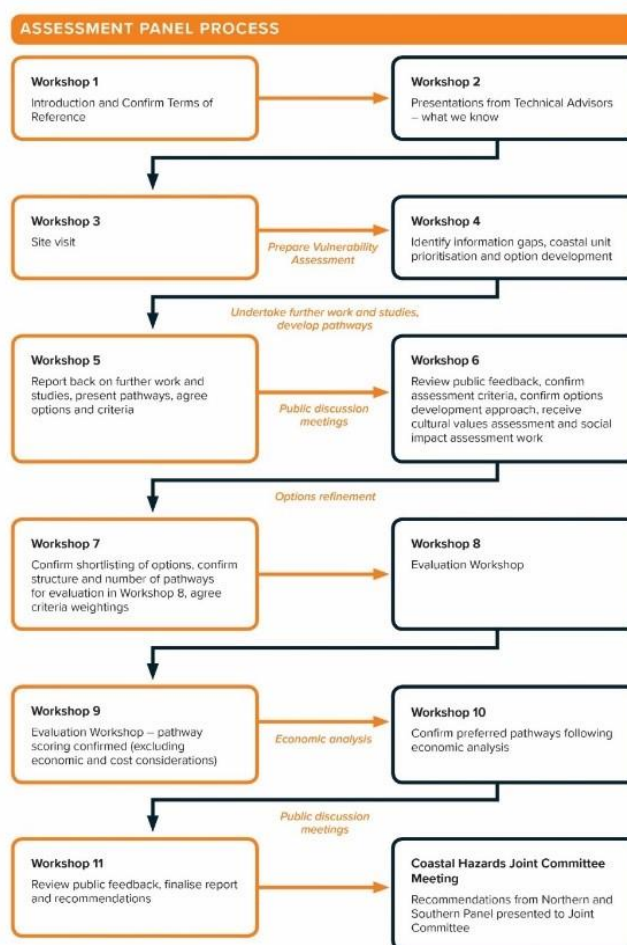 ASSESSMENT PANEL PROCESS
Workshop 1
Introduction and Confirm Terms of
Reference
Workshop 2
Presentations from Technical Advisors
– what we know
Workshop 3
Site visit
Prepare Vulnerability
Assessment
Workshop 4
Identify information gaps, coastal unit
prioritisation and option development
Undertake further work and studies,
develop pathways
Workshop 5
Report back on further work and
studies, present pathways, agree
options and criteria
Public discussion
meetings
Workshop 6
Review public feedback, confirm
assessment criteria, confirm options
development approach, receive
cultural values assessment and social
impact assessment work
Options refinement
Workshop 7
Confirm shortlisting of options, confirm
structure and number of pathways
for evaluation in Workshop 8, agree
criteria weightings
Workshop 8
Evaluation Workshop
Workshop 9
Evaluation Workshop – pathway
scoring confirmed (excluding
economic and cost considerations)
Economic analysis
Workshop 10
Confirm preferred pathways following
economic analysis
Public discussion
meetings
Workshop 11
Review public feedback, finalise report
and recommendations
Coastal Hazards Joint Committee
Meeting
Recommendations from Northern and
Southern Panel presented to Joint
Committee